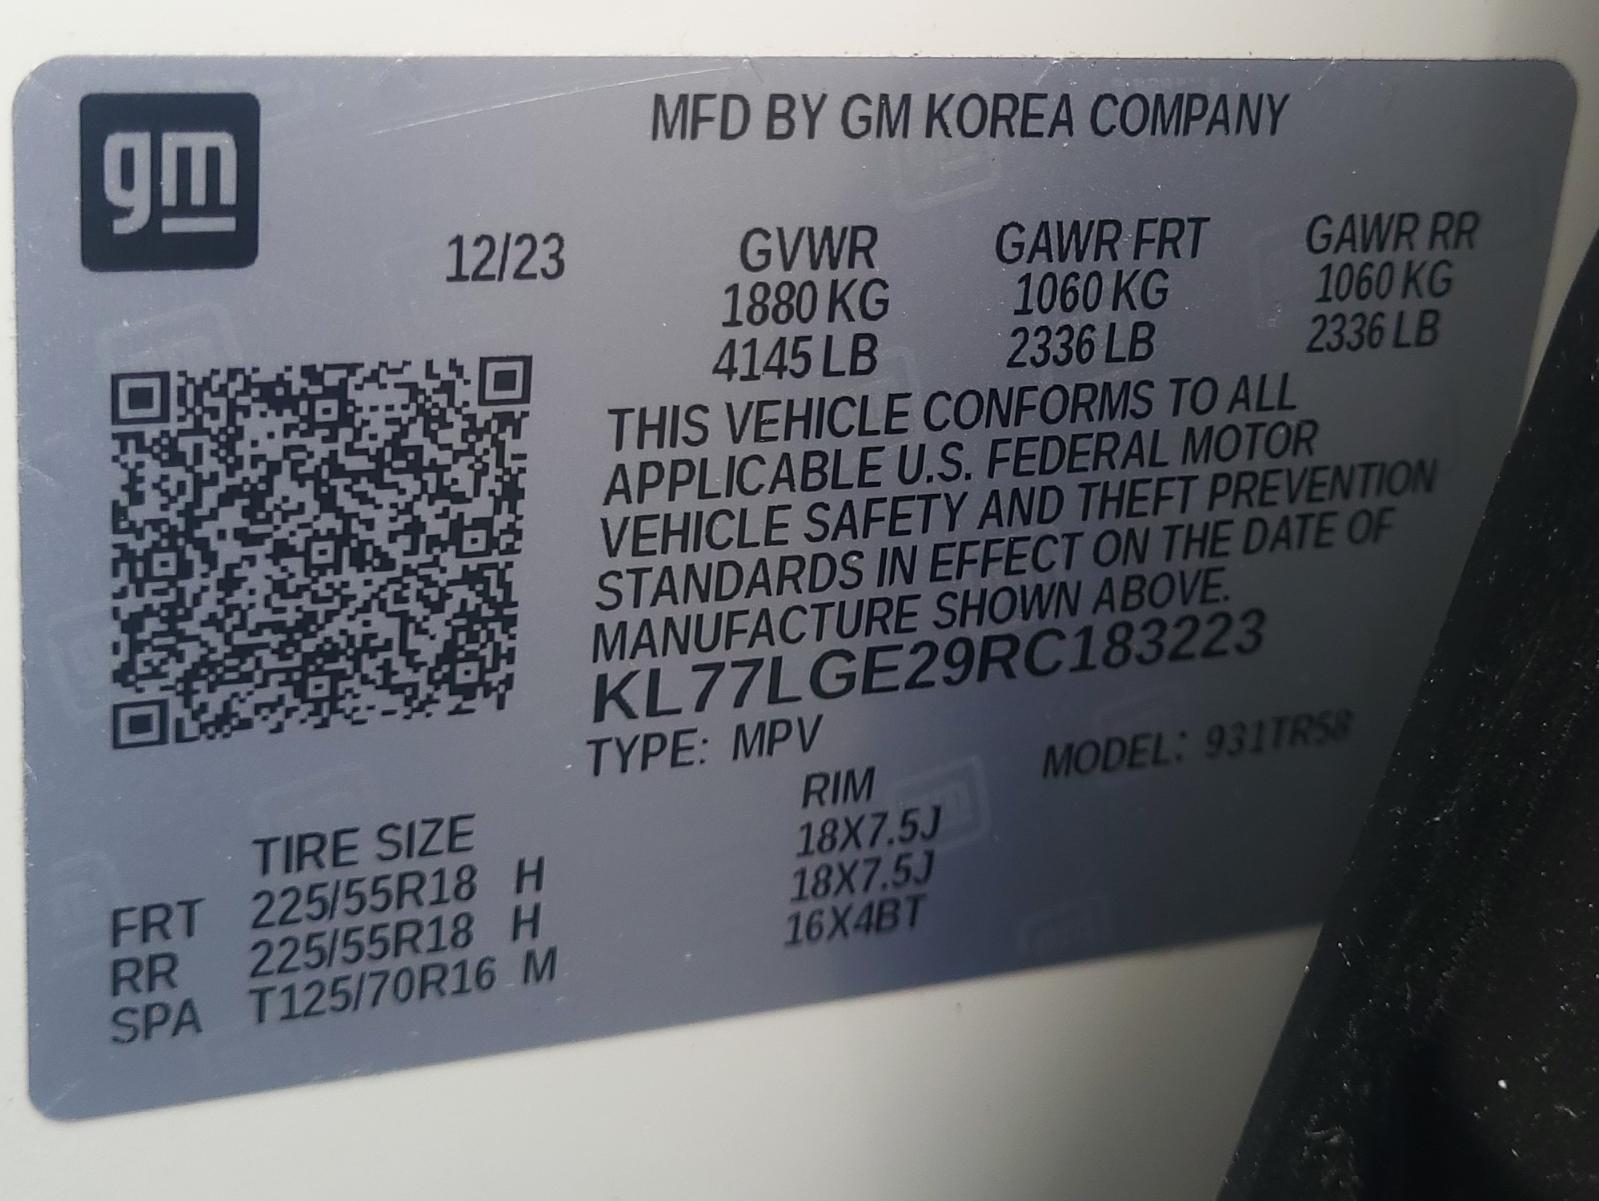 gm
MFD BY GM KOREA COMPANY
12/23 GVWR GAWR FRT GAWR RR
1880 KG 1060 KG 1060 KG
4145 LB 2336 LB 2336 LB
THIS VEHICLE CONFORMS TO ALL
APPLICABLE U.S. FEDERAL MOTOR
VEHICLE SAFETY AND THEFT PREVENTION
STANDARDS IN EFFECT ON THE DATE OF
MANUFACTURE SHOWN ABOVE.
KL77LGE29RC183223
TYPE: MPV MODEL: 931TR58
TIRE SIZE RIM
FRT 225/55R18 H 18X7.5J
RR 225/55R18 H 18X7.5J
SPA T125/70R16 M 16X4BT